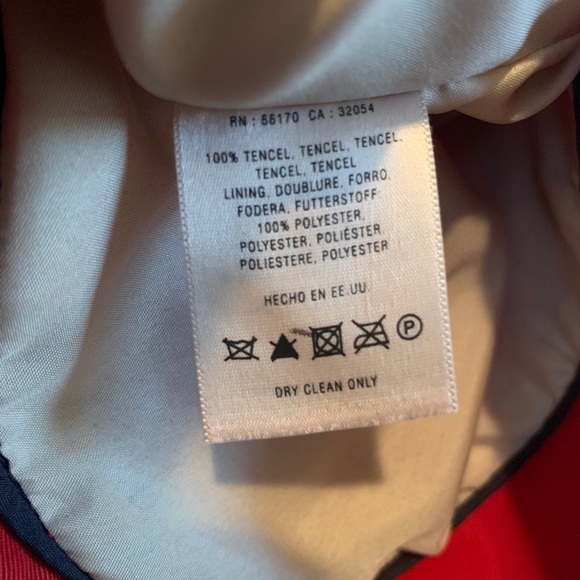 RN : 66170 CA : 32054
100% TENCEL, TENCEL, TENCEL,
TENCEL, TENCEL
LINING, DOUBLURE, FORRO,
FODERA, FUTTERSTOFF:
100% POLYESTER,
POLYESTER, POLIÉSTER,
POLIESTERE, POLYESTER
HECHO EN EE.UU.
P
DRY CLEAN ONLY